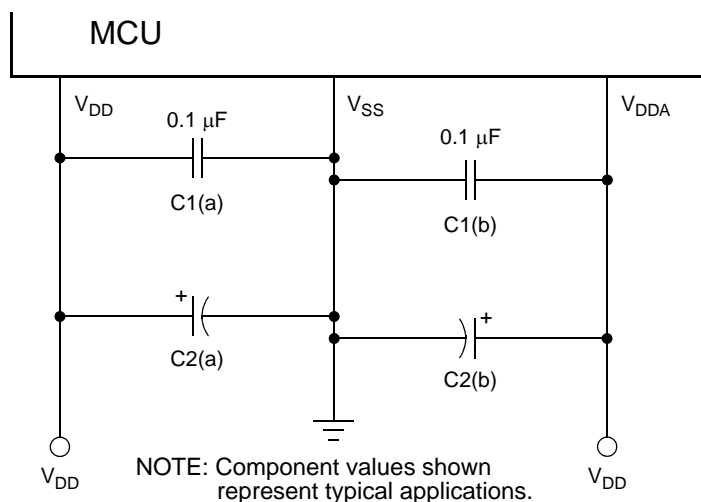 MCU
VDD
VSS
VDDA
0.1 μF
0.1 μF
C1(a)
C1(b)
+
+
C2(a)
C2(b)
VDD
VDD
NOTE: Component values shown
represent typical applications.